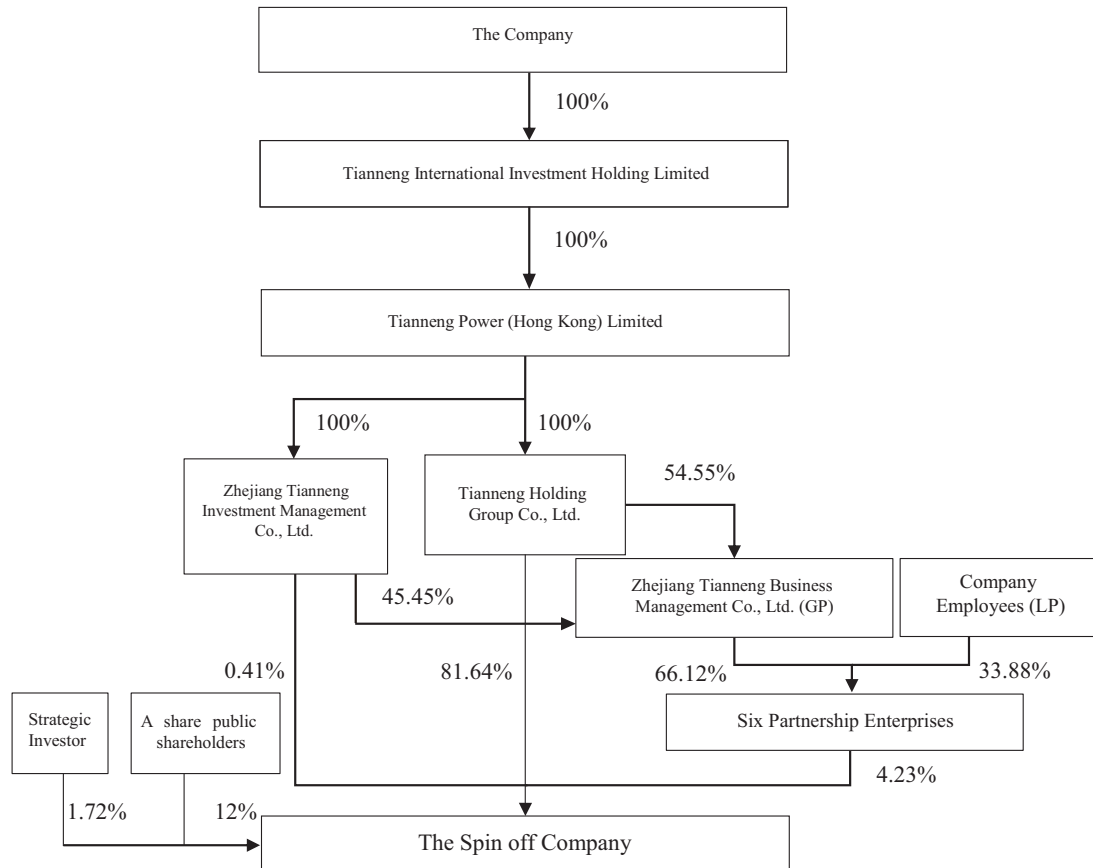 The Company
100%
Tianneng International Investment Holding Limited
100%
Tianneng Power (Hong Kong) Limited
100%
100%
Zhejiang Tianneng
Investment Management
Co., Ltd.
Tianneng Holding
Group Co., Ltd.
54.55%
45.45%
Zhejiang Tianneng Business
Management Co., Ltd. (GP)
Company
Employees (LP)
0.41%
81.64%
66.12%
33.88%
Strategic
Investor
A share public
shareholders
Six Partnership Enterprises
4.23%
1.72%
12%
The Spin off Company